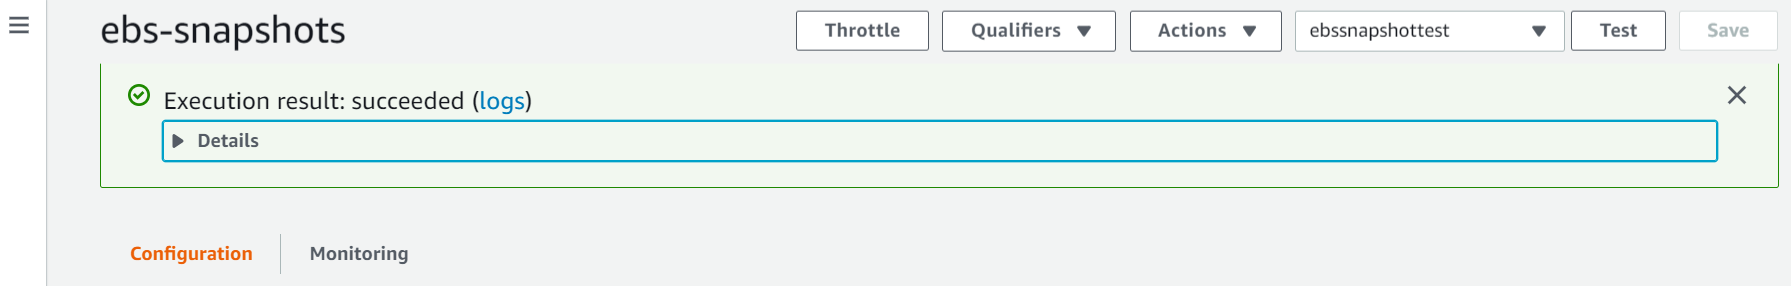 ebs-snapshots
Throttle
Qualifiers
Actions
ebssnapshottest
Test
Save
Execution result: succeeded (logs)
Details
Configuration
Monitoring